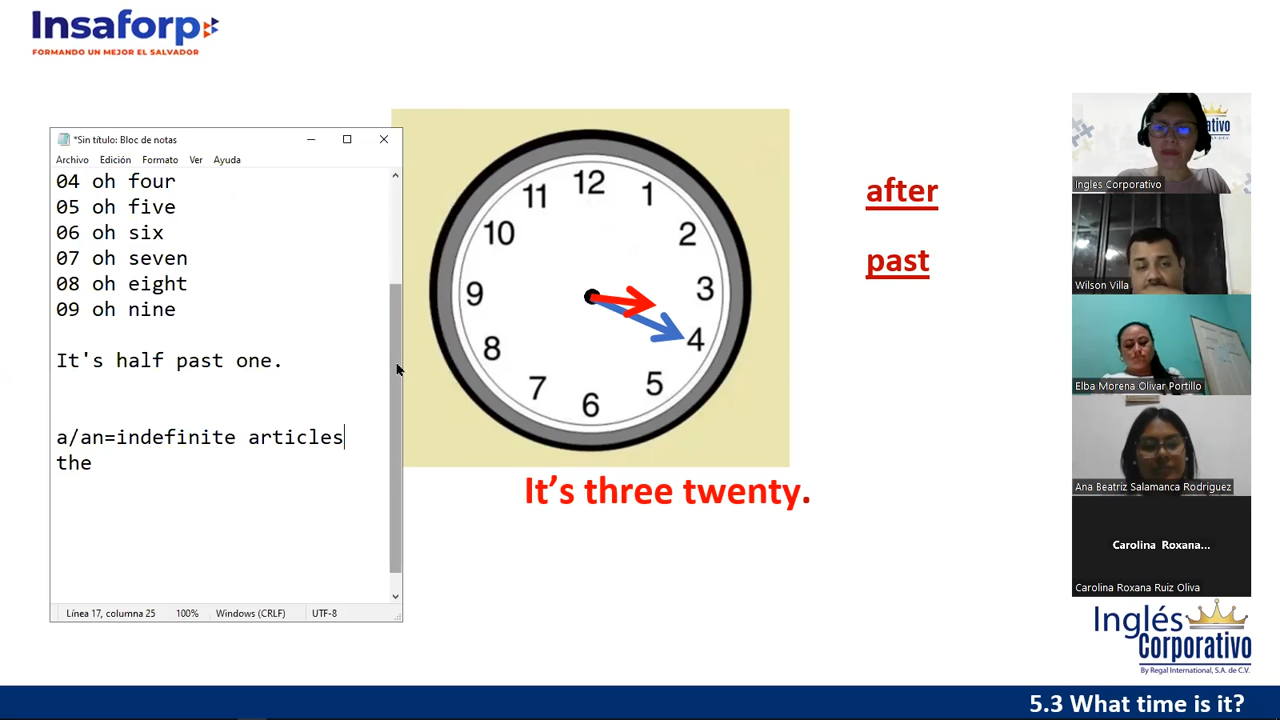 Insaforp
FORMANDO UN MEJOR EL SALVADOR
*Sin título: Bloc de notas
Archivo Edición Formato Ver Ayuda
04 oh four
05 oh five
06 oh six
07 oh seven
08 oh eight
09 oh nine
It's half past one.
a/an=indefinite articles
the
Línea 17, columna 25 100% Windows (CRLF) UTF-8
12
1
2
3
4
5
6
7
8
9
10
11
It's three twenty.
after
past
Ingles Corporativo
Wilson Villa
Elba Morena Olivar Portillo
Ana Beatriz Salamanca Rodriguez
Carolina Roxana...
Carolina Roxana Ruiz Oliva
Inglés
Corporativo
By Regal International, S.A. de C.V.
5.3 What time is it?